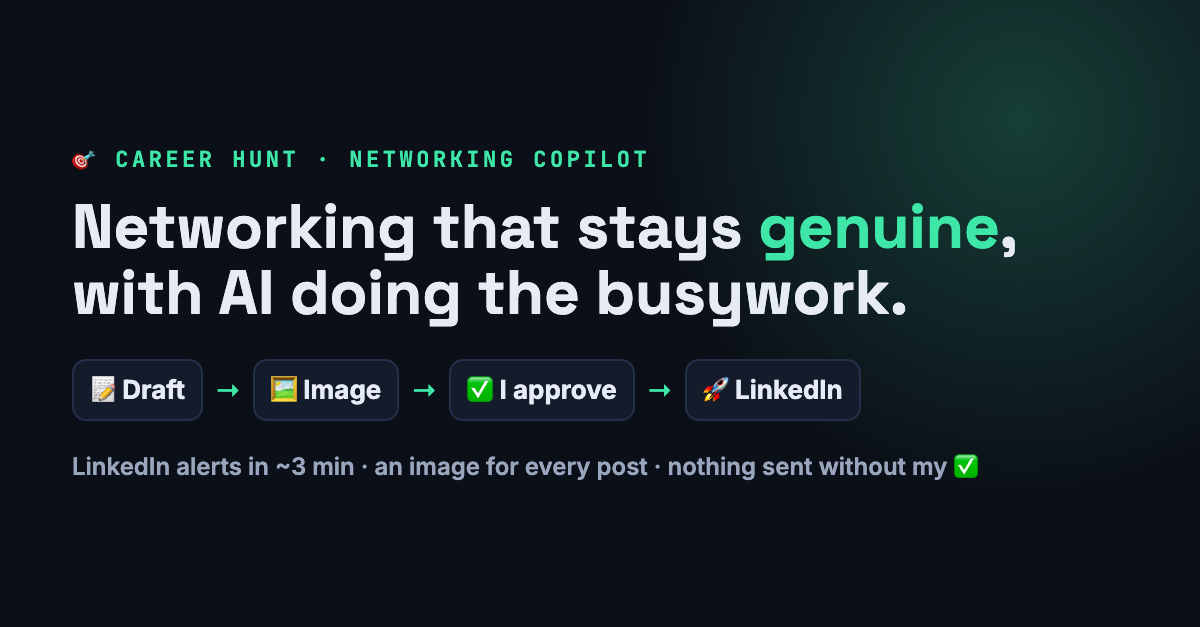 🎯 CAREER HUNT · NETWORKING COPILOT
Networking that stays genuine,
with AI doing the busywork.
📝 Draft → 🖼️ Image → ✅ I approve → 🚀 LinkedIn
LinkedIn alerts in ~3 min · an image for every post · nothing sent without my ✅